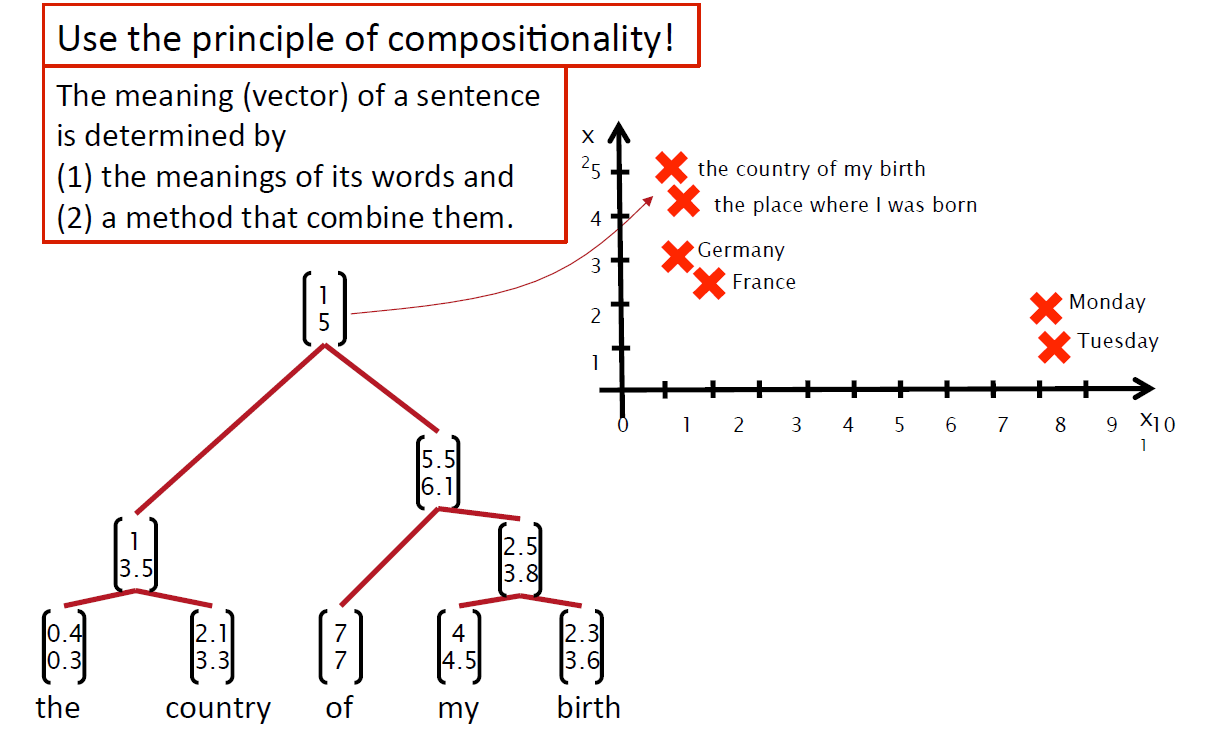 Use the principle of compositionality!
The meaning (vector) of a sentence
is determined by
(1) the meanings of its words and
(2) a method that combine them.
x
2
5
4
3
2
1
the country of my birth
the place where I was born
Germany
France
Monday
Tuesday
0 1 2 3 4 5 6 7 8 9 10
x
1
1
5
5.5
6.1
1
3.5
2.5
3.8
0.4 2.1 7 4 2.3
0.3 3.3 7 4.5 3.6
the country of my birth